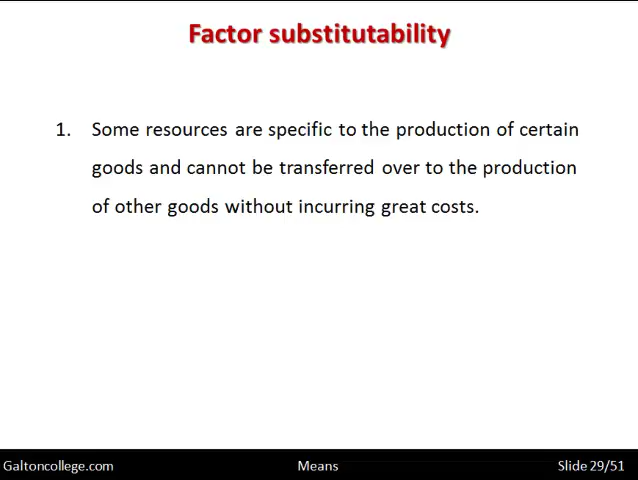 Factor substitutability
1. Some resources are specific to the production of certain
goods and cannot be transferred over to the production
of other goods without incurring great costs.
Galtoncollege.com Means Slide 29/51